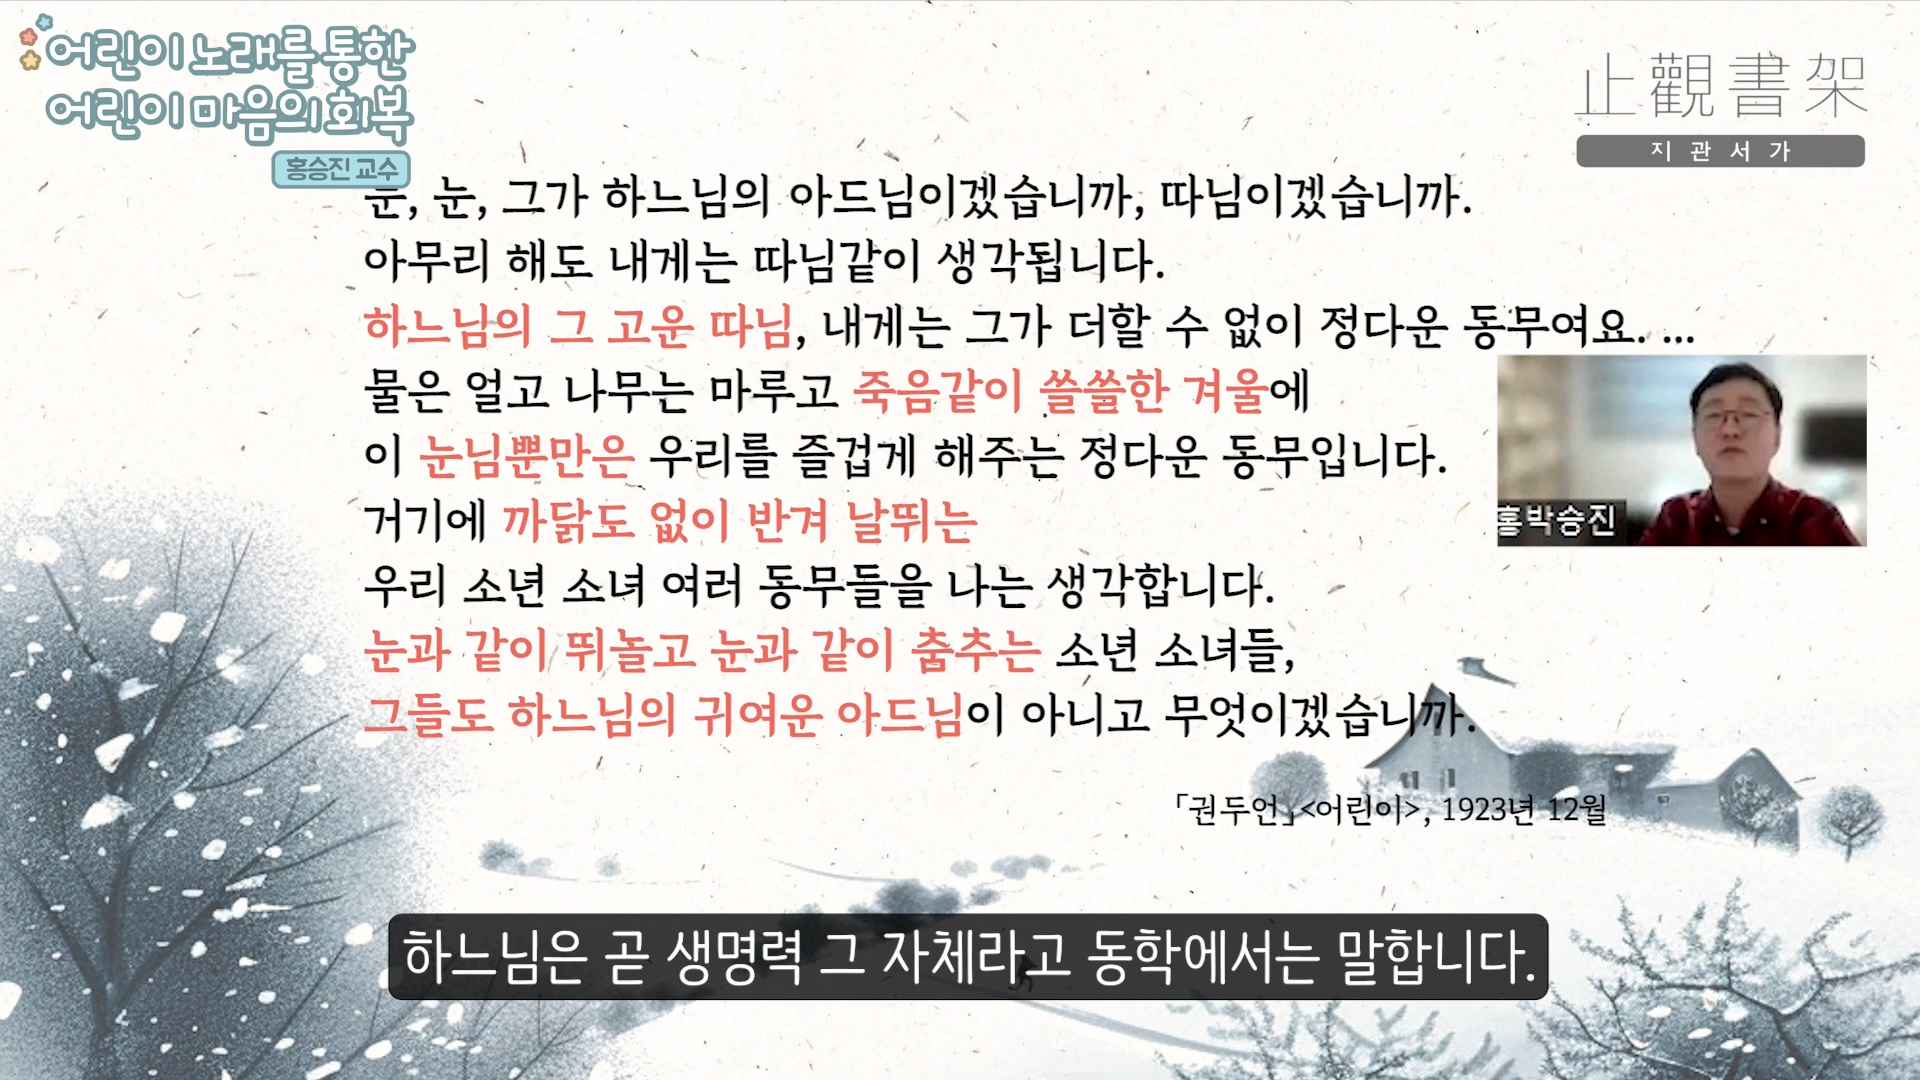 어린이 노래를 통한
어린이 마음의 회복
홍승진 교수
止觀書架
지관서가
눈, 눈, 그가 하느님의 아드님이겠습니까, 따님이겠습니까.
아무리 해도 내게는 따님같이 생각됩니다.
하느님의 그 고운 따님, 내게는 그가 더할 수 없이 정다운 동무여요. ...
물은 얼고 나무는 마루고 죽음같이 쓸쓸한 겨울에
이 눈님뿐만은 우리를 즐겁게 해주는 정다운 동무입니다.
거기에 까닭도 없이 반겨 날뛰는
우리 소년 소녀 여러 동무들을 나는 생각합니다.
눈과 같이 뛰놀고 눈과 같이 춤추는 소년 소녀들,
그들도 하느님의 귀여운 아드님이 아니고 무엇이겠습니까.
홍박승진
「권두언」<어린이>, 1923년 12월
하느님은 곧 생명력 그 자체라고 동학에서는 말합니다.